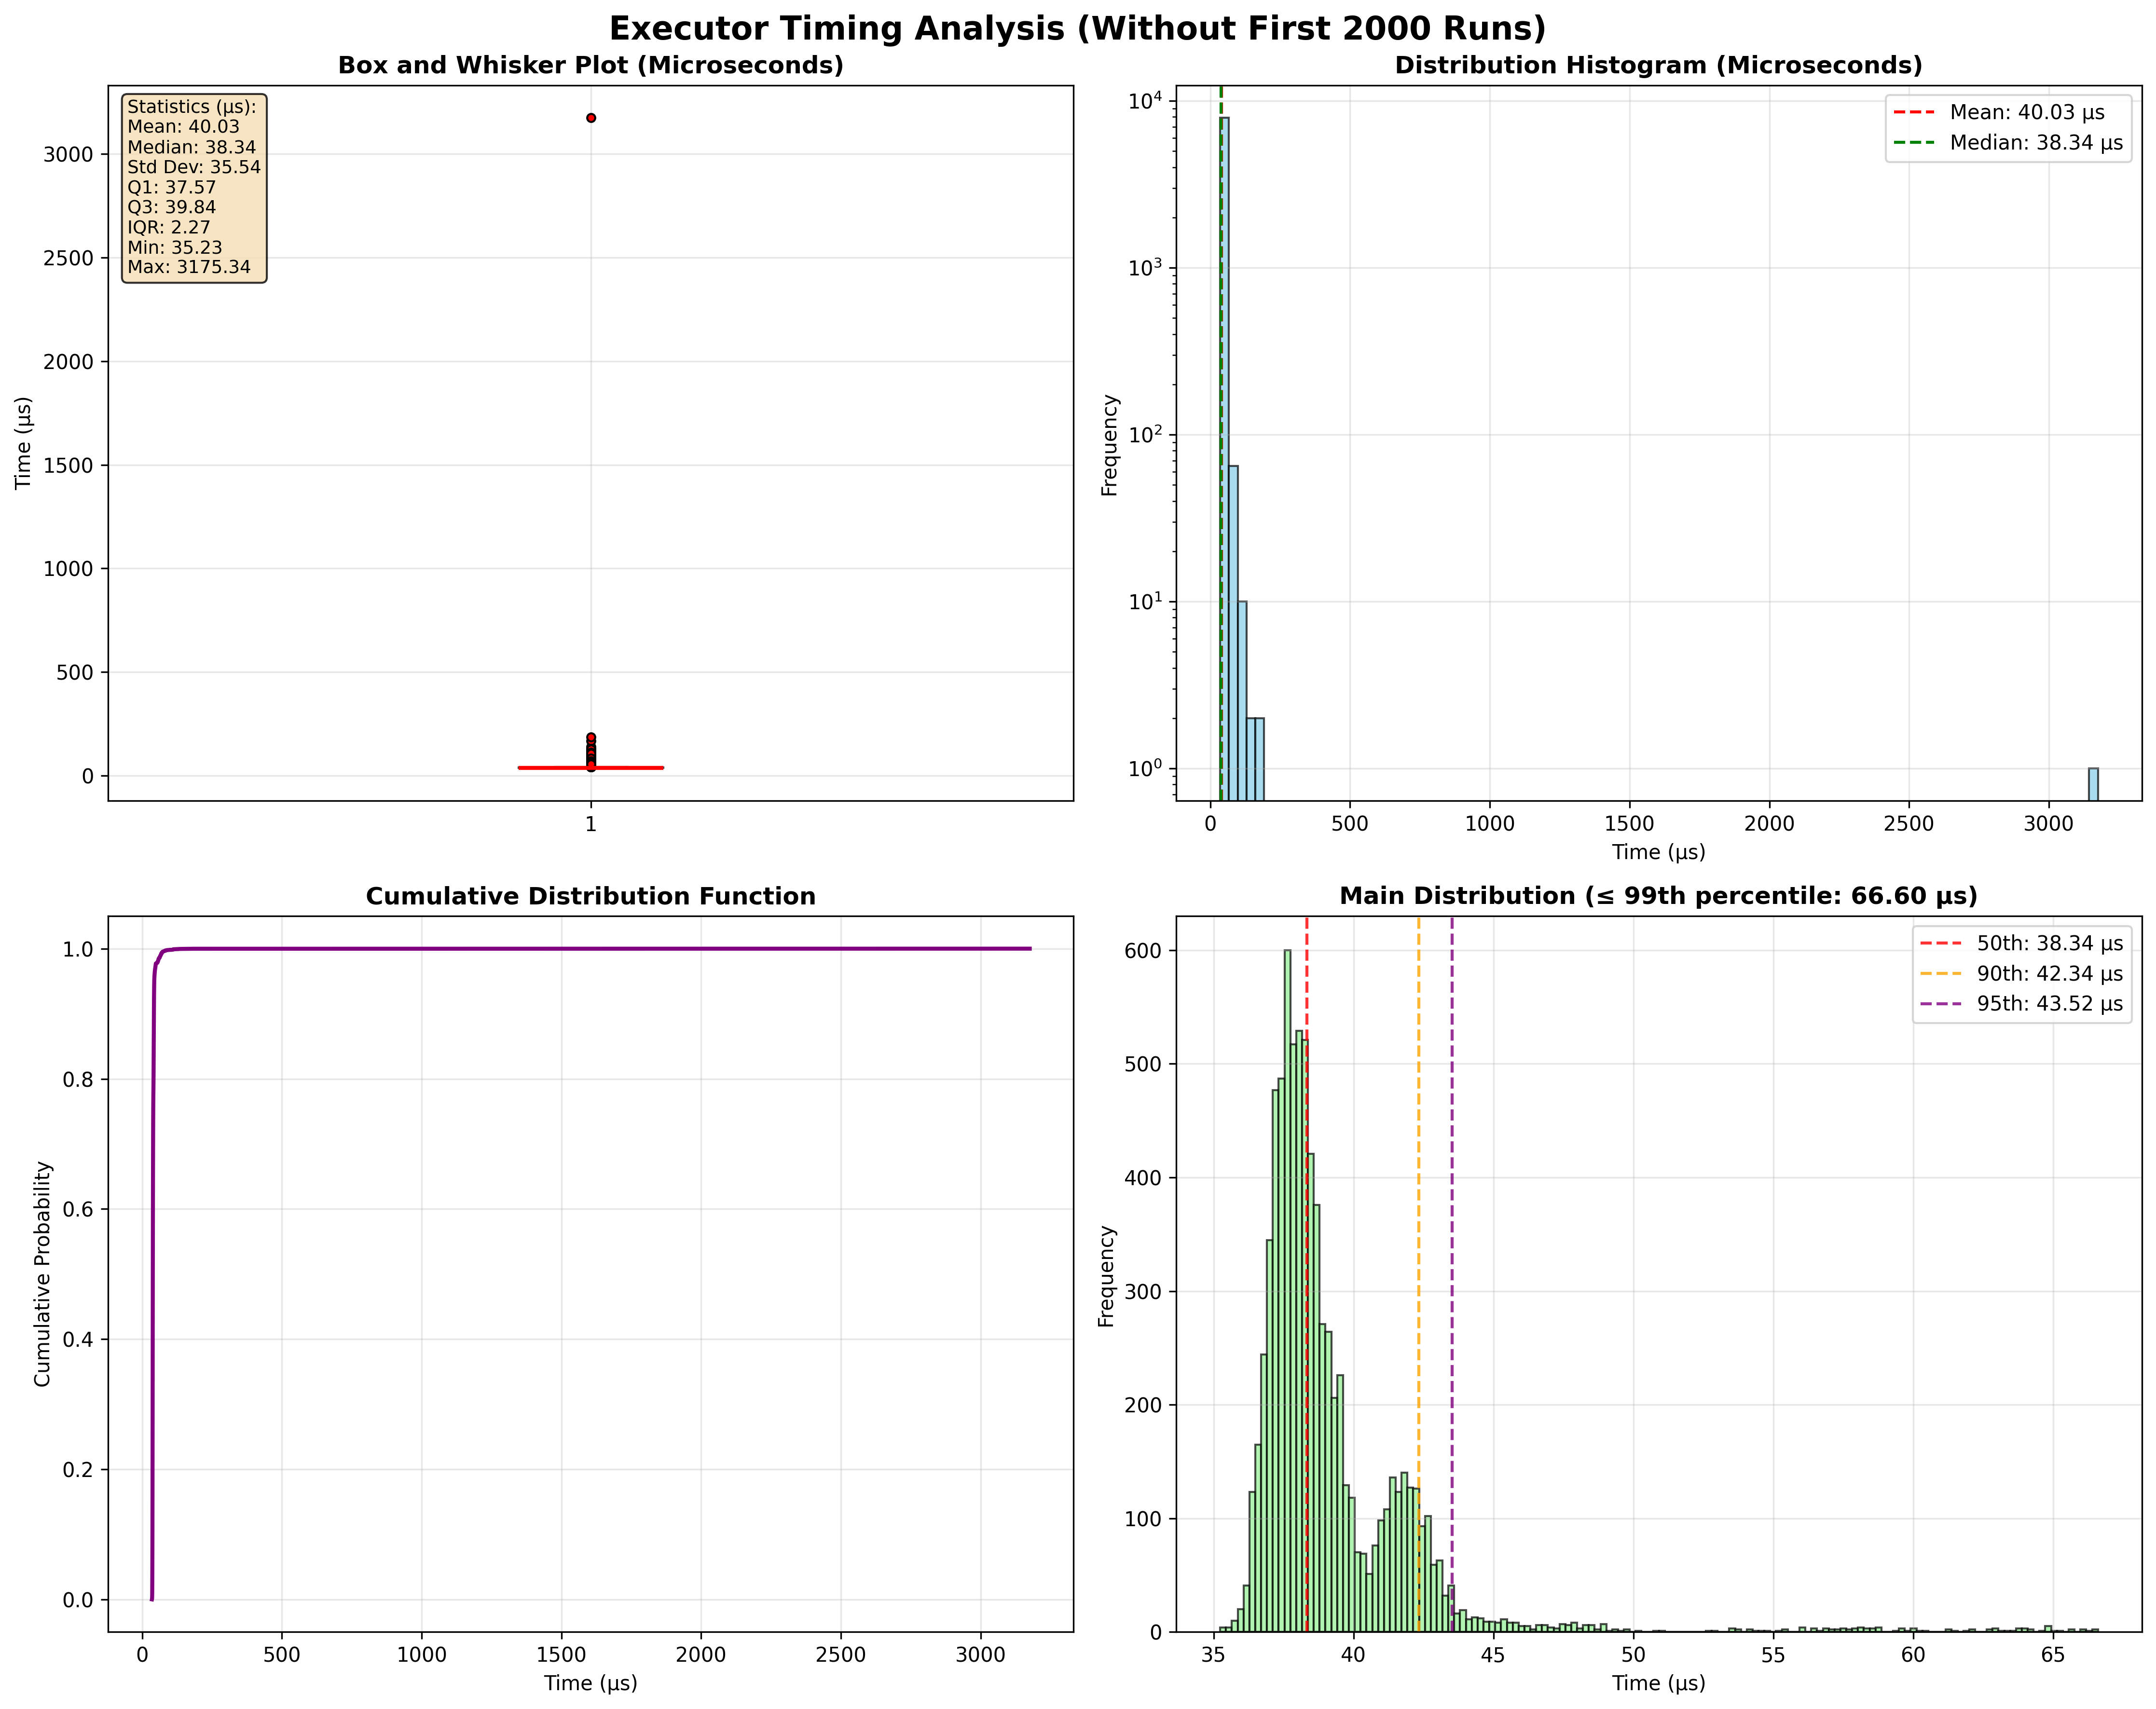 Executor Timing Analysis (Without First 2000 Runs)
Box and Whisker Plot (Microseconds)
Statistics (µs):
Mean: 40.03
Median: 38.34
Std Dev: 35.54
Q1: 37.57
Q3: 39.84
IQR: 2.27
Min: 35.23
Max: 3175.34
Time (µs)
3000
2500
2000
1500
1000
500
0
1
Distribution Histogram (Microseconds)
Mean: 40.03 µs
Median: 38.34 µs
Frequency
10⁴
10³
10²
10¹
10⁰
0 500 1000 1500 2000 2500 3000
Time (µs)
Cumulative Distribution Function
Cumulative Probability
1.0
0.8
0.6
0.4
0.2
0.0
0 500 1000 1500 2000 2500 3000
Time (µs)
Main Distribution (≤ 99th percentile: 66.60 µs)
50th: 38.34 µs
90th: 42.34 µs
95th: 43.52 µs
Frequency
600
500
400
300
200
100
0
35 40 45 50 55 60 65
Time (µs)